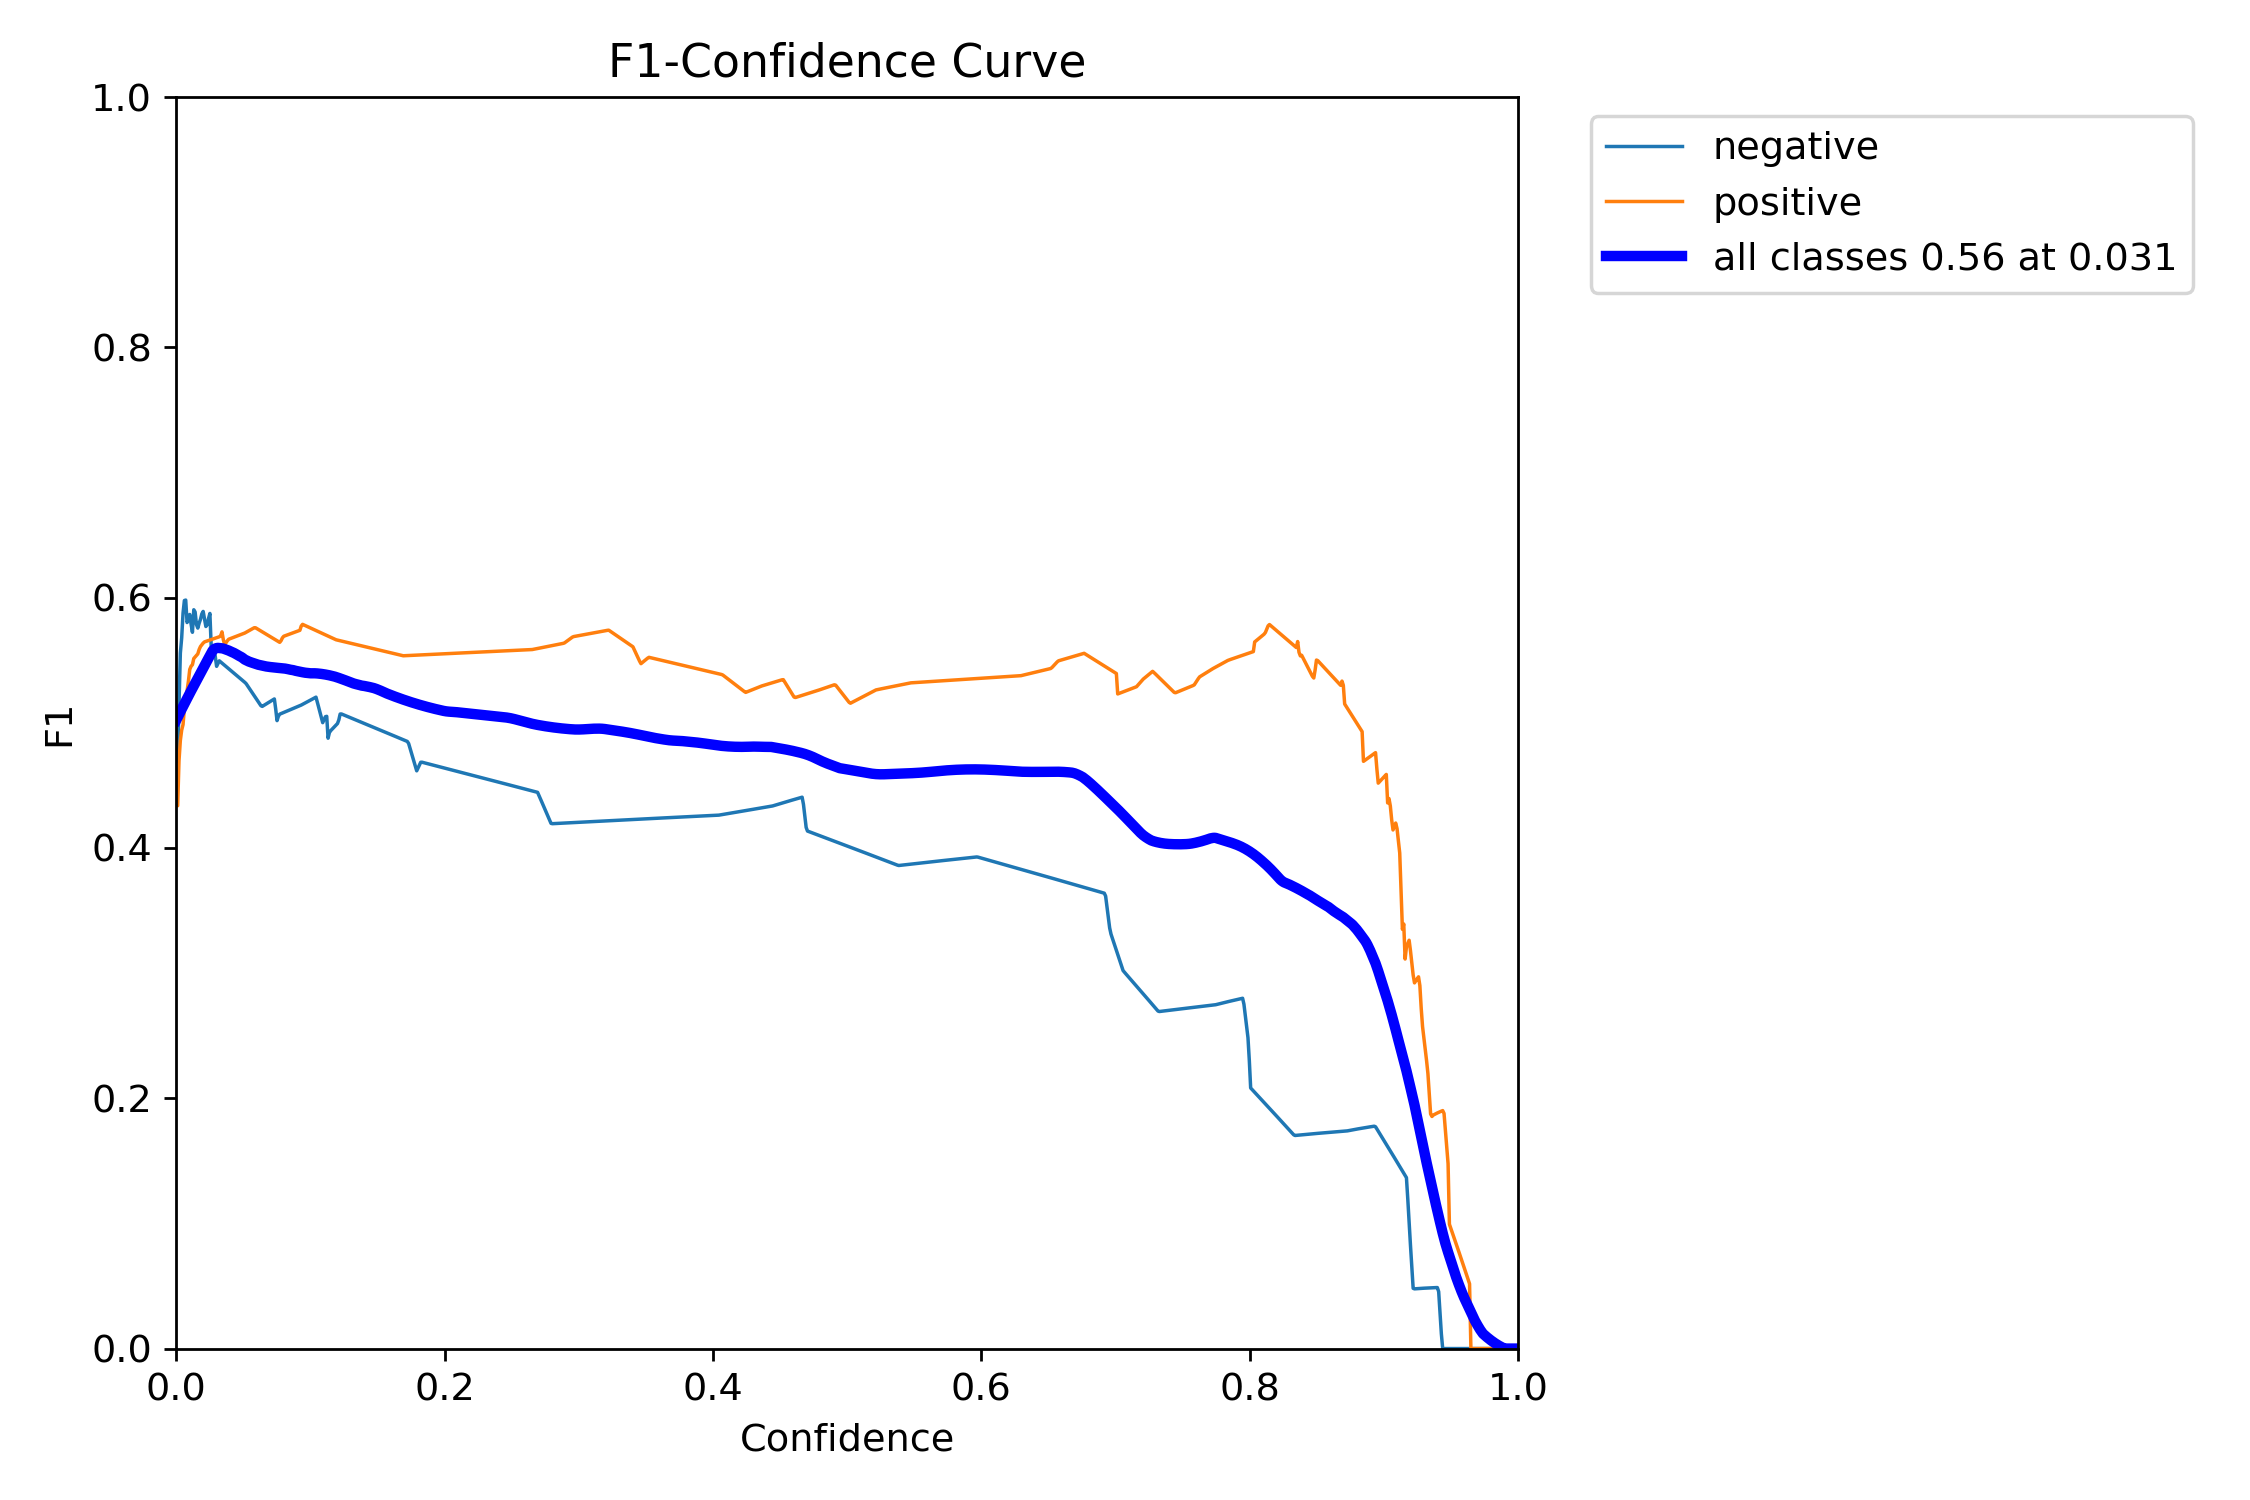 F1-Confidence Curve
1.0
0.8
0.6
0.4
0.2
0.0
F1
0.0 0.2 0.4 0.6 0.8 1.0
Confidence
negative
positive
all classes 0.56 at 0.031